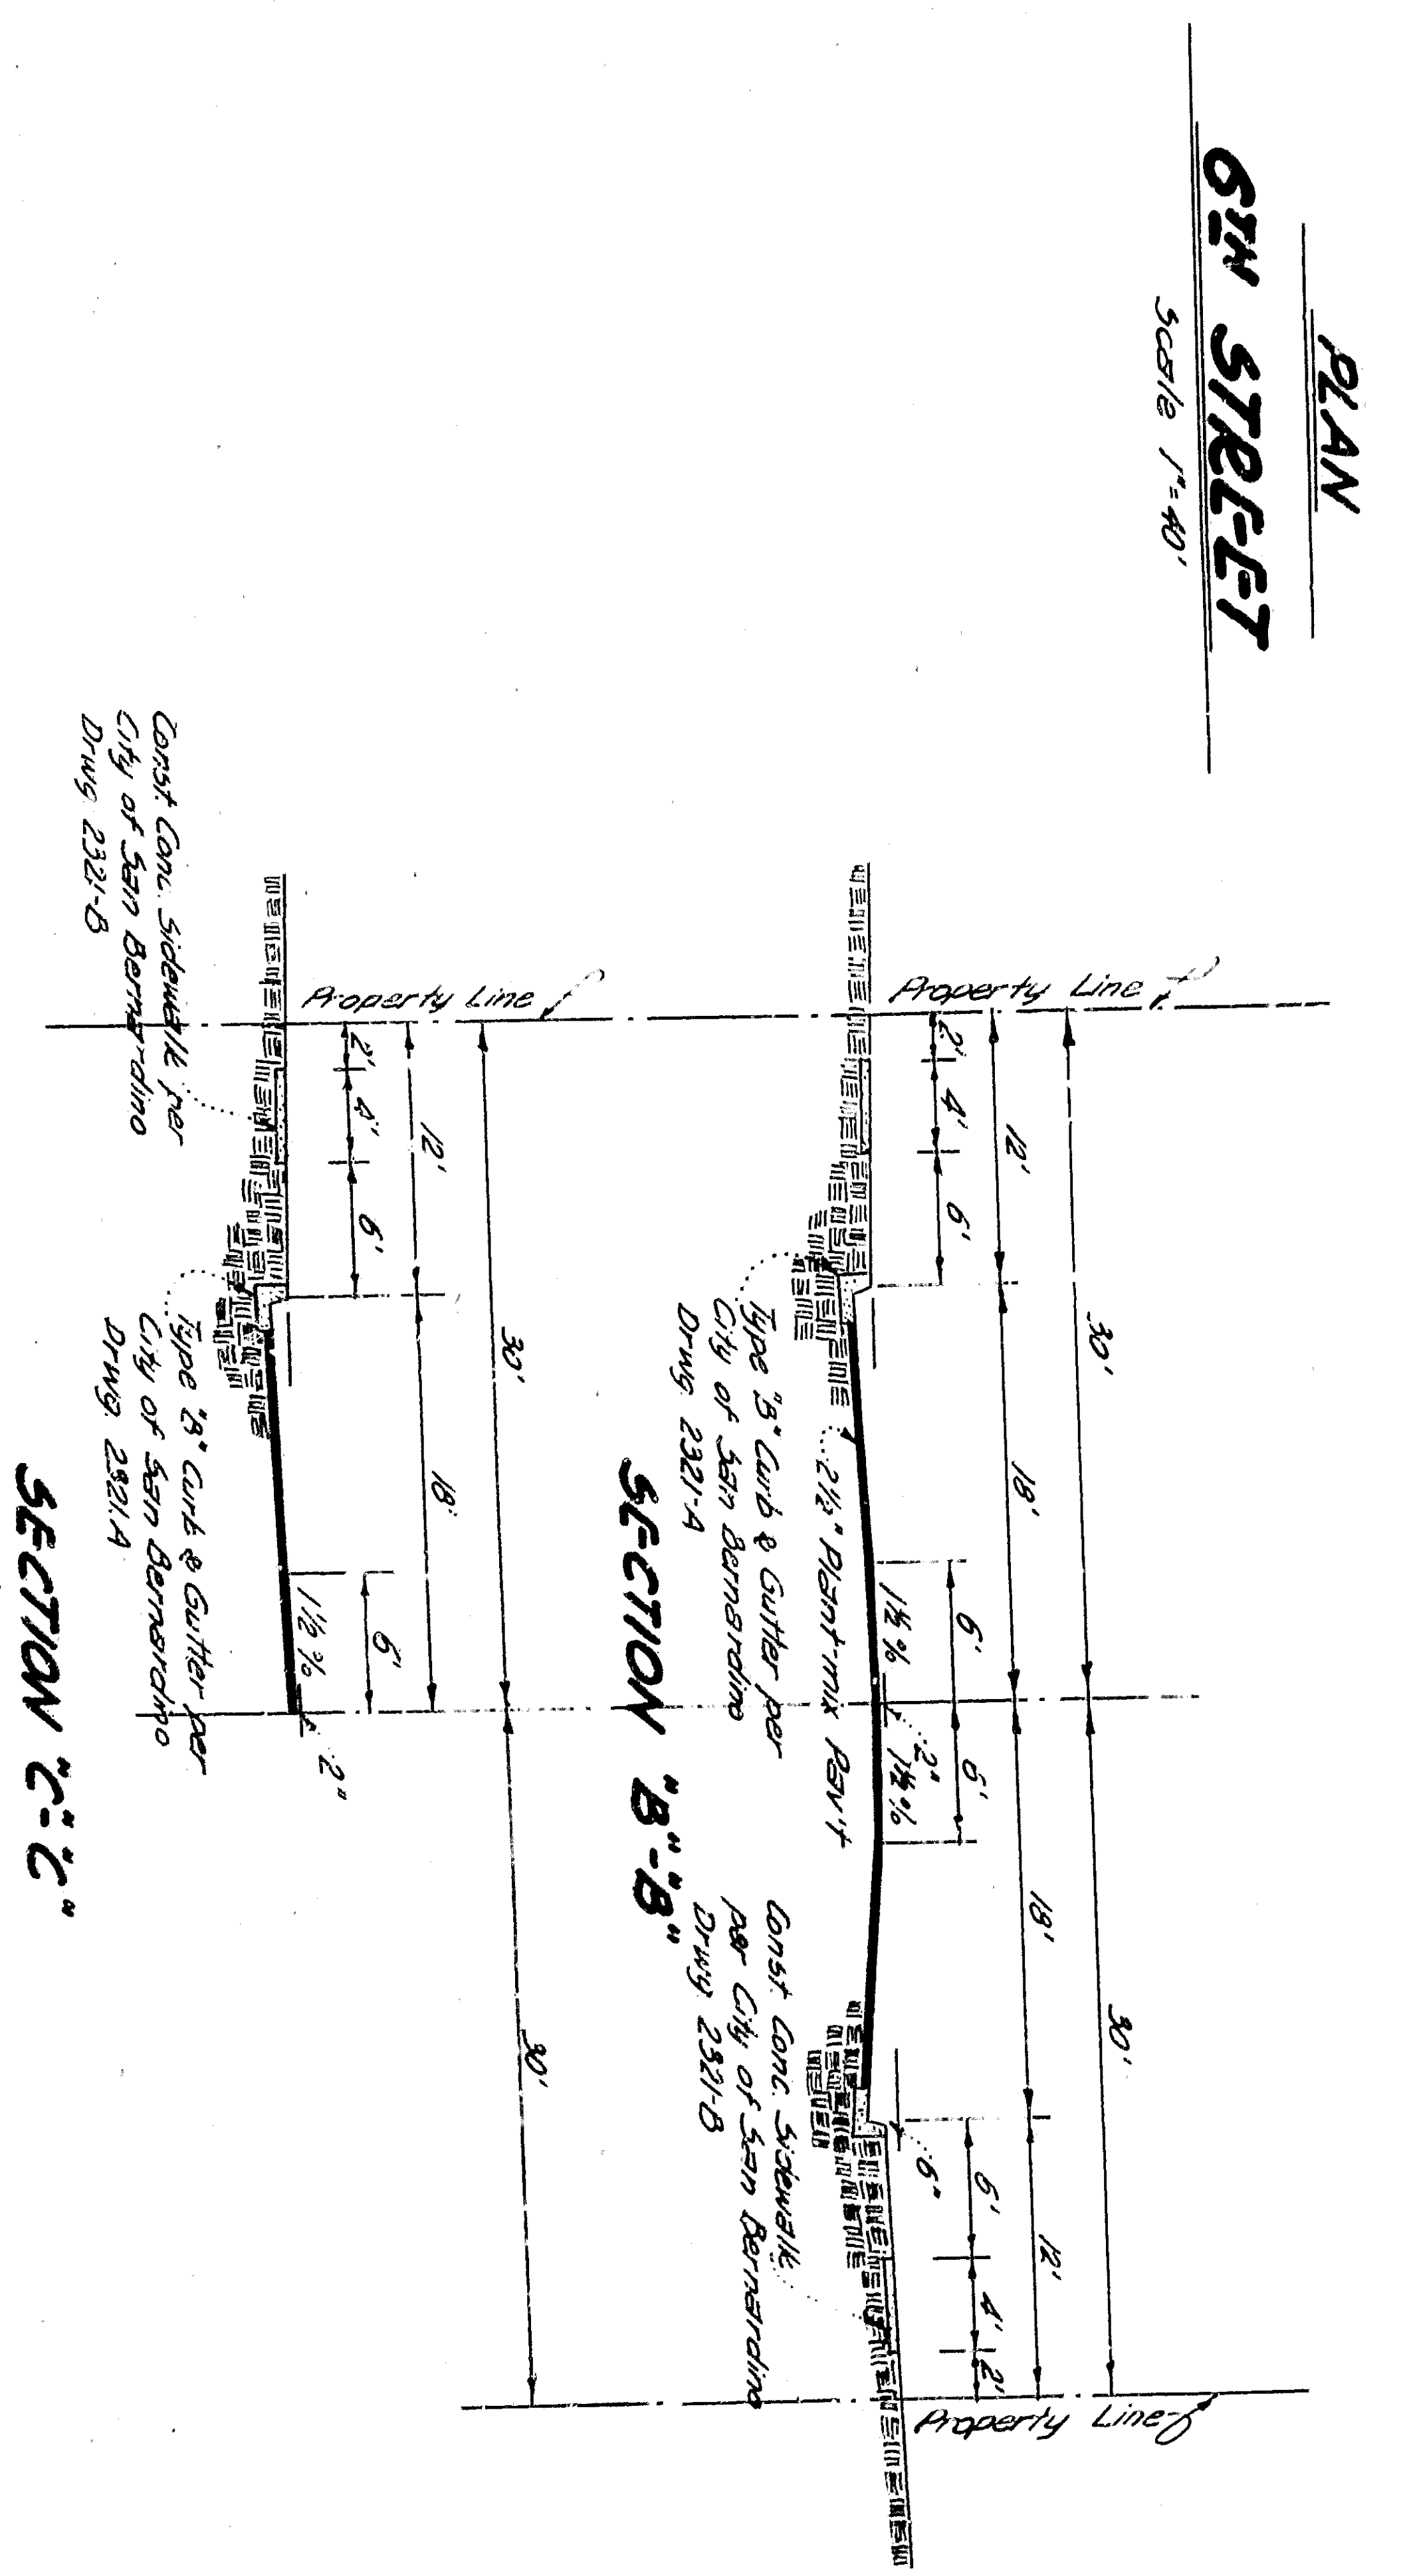 PLAN
6TH STREET
Scale 1"=40'
Property Line
30'
30'
12'
18'
18'
12'
2'
4'
6'
6'
6'
6'
4'
2'
1½%
2"
1½%
6"
Property Line
2½" Plant-mix Pav't
Type "B" Curb & Gutter per
City of San Bernardino
Drwg. 2321-A
Const. Conc. Sidewalk
per City of San Bernardino
Drwg. 2321-B
SECTION "B"-"B"
Property Line
30'
30'
12'
18'
2'
4'
6'
6'
1½%
2"
Const. Conc. Sidewalk per
City of San Bernardino
Drwg. 2321-B
Type "B" Curb & Gutter per
City of San Bernardino
Drwg. 2321.A
SECTION "C"-"C"